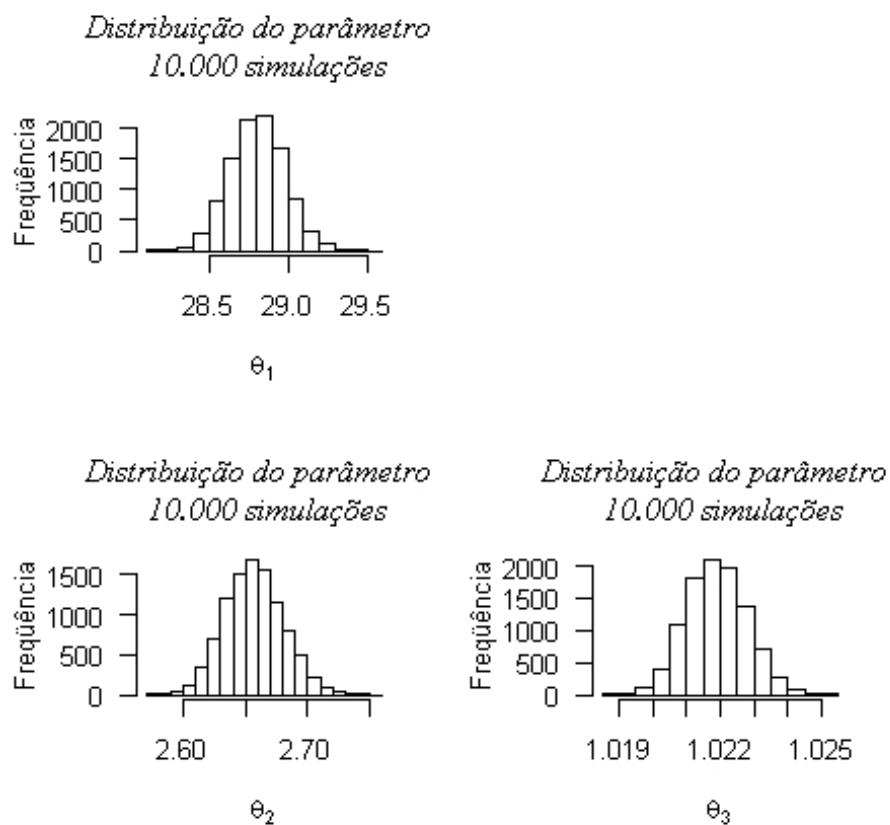 Distribuição do parâmetro
10.000 simulações
Freqüência
2000
1500
1000
500
0
28.5 29.0 29.5
θ1
Distribuição do parâmetro
10.000 simulações
Freqüência
1500
1000
500
0
2.60 2.70
θ2
Distribuição do parâmetro
10.000 simulações
Freqüência
2000
1500
1000
500
0
1.019 1.022 1.025
θ3